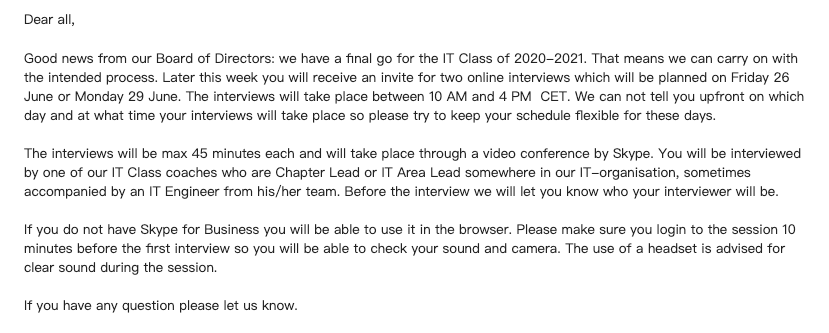 Dear all,
Good news from our Board of Directors: we have a final go for the IT Class of 2020–2021. That means we can carry on with
the intended process. Later this week you will receive an invite for two online interviews which will be planned on Friday 26
June or Monday 29 June. The interviews will take place between 10 AM and 4 PM  CET. We can not tell you upfront on which
day and at what time your interviews will take place so please try to keep your schedule flexible for these days.
The interviews will be max 45 minutes each and will take place through a video conference by Skype. You will be interviewed
by one of our IT Class coaches who are Chapter Lead or IT Area Lead somewhere in our IT–organisation, sometimes
accompanied by an IT Engineer from his/her team. Before the interview we will let you know who your interviewer will be.
If you do not have Skype for Business you will be able to use it in the browser. Please make sure you login to the session 10
minutes before the first interview so you will be able to check your sound and camera. The use of a headset is advised for
clear sound during the session.
If you have any question please let us know.